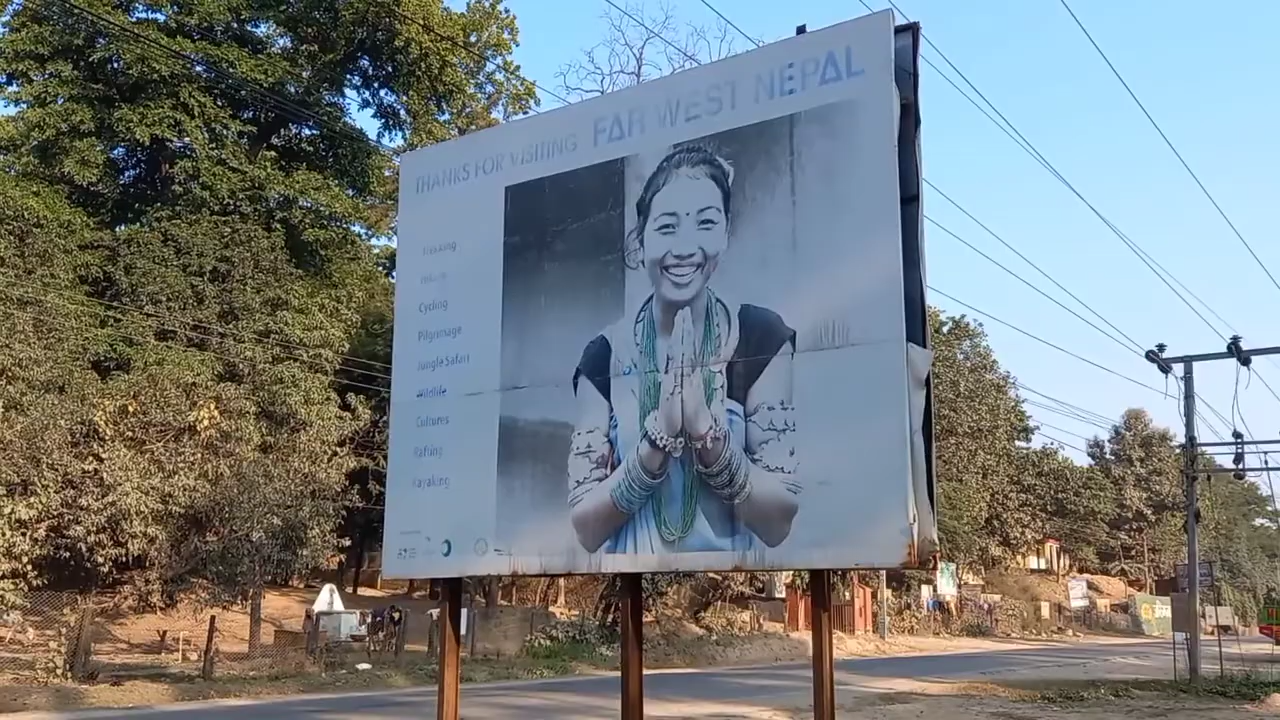 THANKS FOR VISITING FAR WEST NEPAL
Trekking
Cycling
Pilgrimage
Jungle Safari
Wildlife
Cultures
Rafting
Kayaking